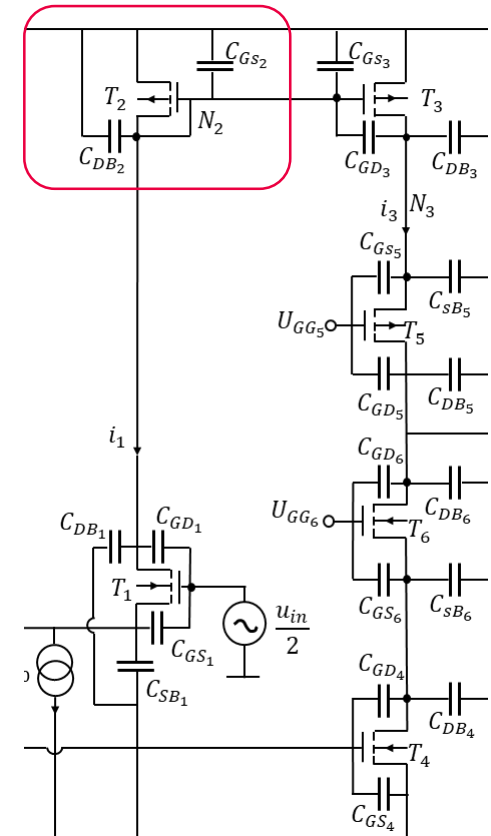 C_{Gs_2}
C_{Gs_3}
T_2
T_3
N_2
C_{DB_2}
C_{GD_3}
C_{DB_3}
i_3
N_3
C_{Gs_5}
C_{sB_5}
U_{GG_5}
T_5
C_{GD_5}
C_{DB_5}
i_1
C_{GD_6}
C_{DB_6}
U_{GG_6}
T_6
C_{DB_1}
C_{GD_1}
T_1
C_{GS_6}
C_{sB_6}
u_{in}
2
C_{GS_1}
C_{SB_1}
C_{GD_4}
C_{DB_4}
T_4
C_{GS_4}